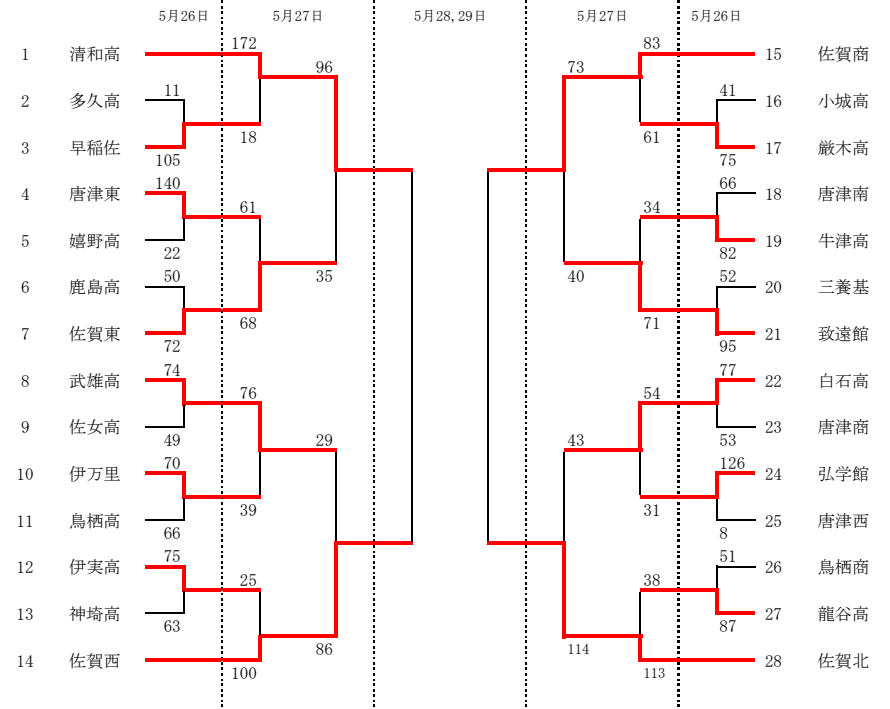 5月26日 5月27日 5月28,29日 5月27日 5月26日
172 83
1 清和高 15 佐賀商
96 73
11 41
2 多久高 16 小城高
18 61
3 早稲佐 17 厳木高
105 75
140 66
4 唐津東 18 唐津南
61 34
5 嬉野高 19 牛津高
22 82
50 52
35 40
6 鹿島高 20 三養基
68 71
7 佐賀東 21 致遠館
72 95
74 77
8 武雄高 22 白石高
76 54
9 佐女高 23 唐津商
49 53
29 43
70 126
10 伊万里 24 弘学館
39 31
11 鳥栖高 25 唐津西
66 8
75 51
12 伊実高 26 鳥栖商
25 38
13 神埼高 27 龍谷高
63 87
86 114
14 佐賀西 28 佐賀北
100 113